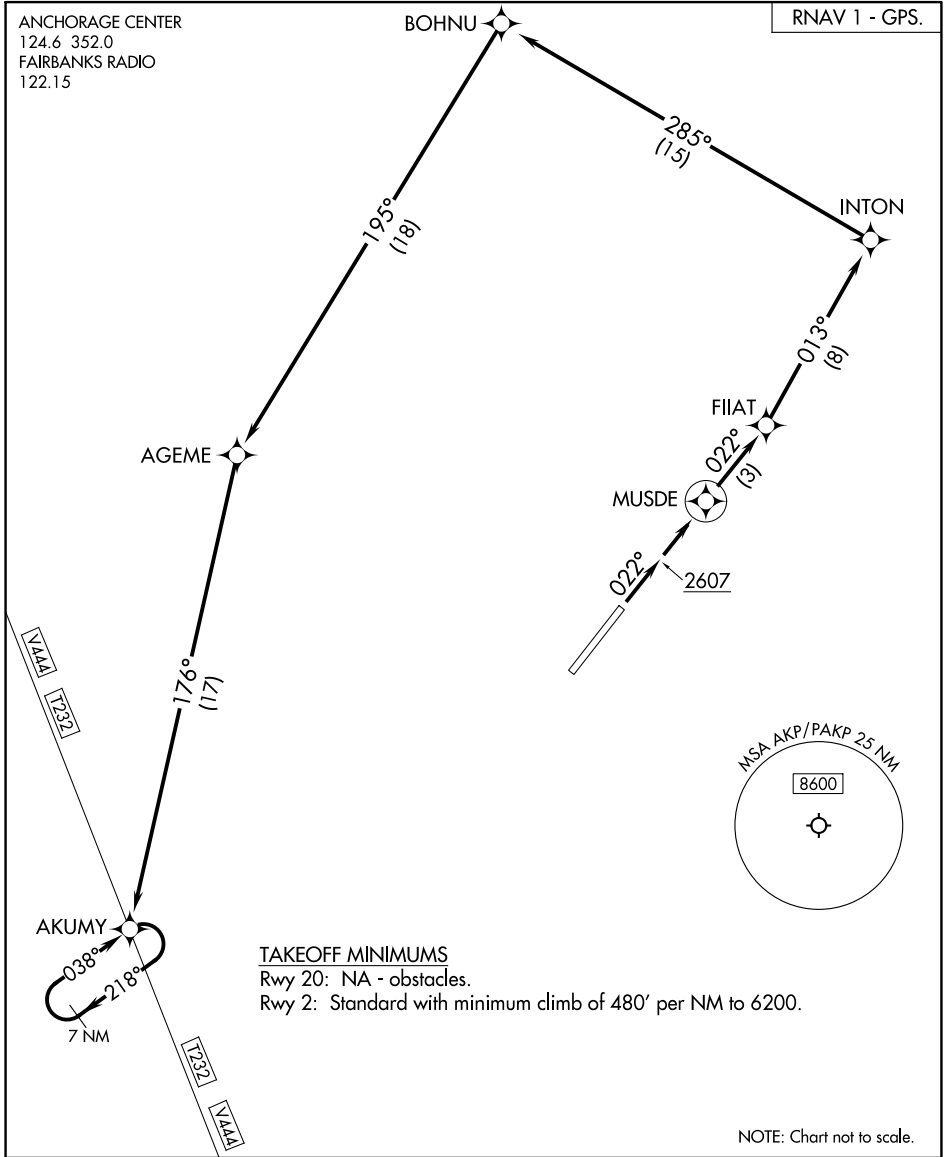 ANCHORAGE CENTER
124.6 352.0
FAIRBANKS RADIO
122.15
RNAV 1 - GPS.
BOHNU
285°
(15)
INTON
195°
(18)
013°
(8)
FIIAT
AGEME
022°
(3)
MUSDE
022°
2607
V444
T232
176°
(17)
MSA AKP/PAKP 25 NM
8600
AKUMY
038°
218°
7 NM
TAKEOFF MINIMUMS
Rwy 20: NA - obstacles.
Rwy 2: Standard with minimum climb of 480' per NM to 6200.
T232
V444
NOTE: Chart not to scale.